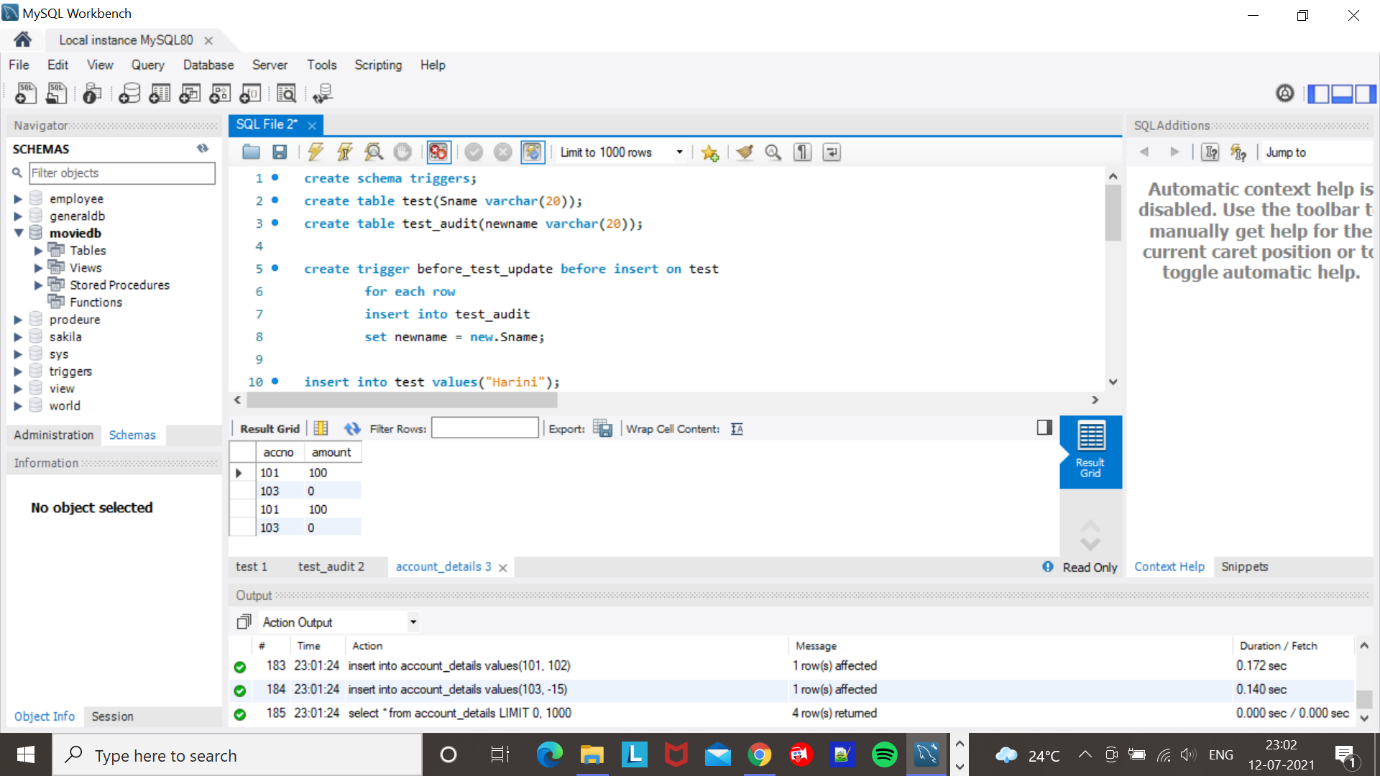 MySQL Workbench
Local instance MySQL80
File Edit View Query Database Server Tools Scripting Help
Navigator
SCHEMAS
Filter objects
employee
generaldb
moviedb
Tables
Views
Stored Procedures
Functions
prodeure
sakila
sys
triggers
view
world
Administration Schemas
Information
No object selected
Object Info Session
SQL File 2*
Limit to 1000 rows
1 create schema triggers;
2 create table test(Sname varchar(20));
3 create table test_audit(newname varchar(20));
4
5 create trigger before_test_update before insert on test
6 for each row
7 insert into test_audit
8 set newname = new.Sname;
9
10 insert into test values("Harini");
Result Grid Filter Rows: Export: Wrap Cell Content:
accno amount
101 100
103 0
101 100
103 0
Result
Grid
test 1 test_audit 2 account_details 3 Read Only
SQLAdditions
Jump to
Automatic context help is
disabled. Use the toolbar t
manually get help for the
current caret position or to
toggle automatic help.
Context Help Snippets
Output
Action Output
# Time Action Message Duration / Fetch
183 23:01:24 insert into account_details values(101, 102) 1 row(s) affected 0.172 sec
184 23:01:24 insert into account_details values(103, -15) 1 row(s) affected 0.140 sec
185 23:01:24 select * from account_details LIMIT 0, 1000 4 row(s) returned 0.000 sec / 0.000 sec
Type here to search
24°C
ENG
23:02
12-07-2021
1